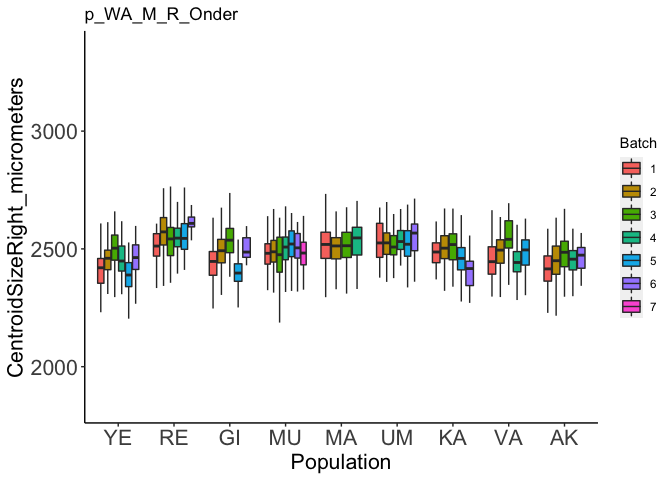 p_WA_M_R_Onder
CentroidSizeRight_micrometers
3000
2500
2000
YE RE GI MU MA UM KA VA AK
Population
Batch
1
2
3
4
5
6
7